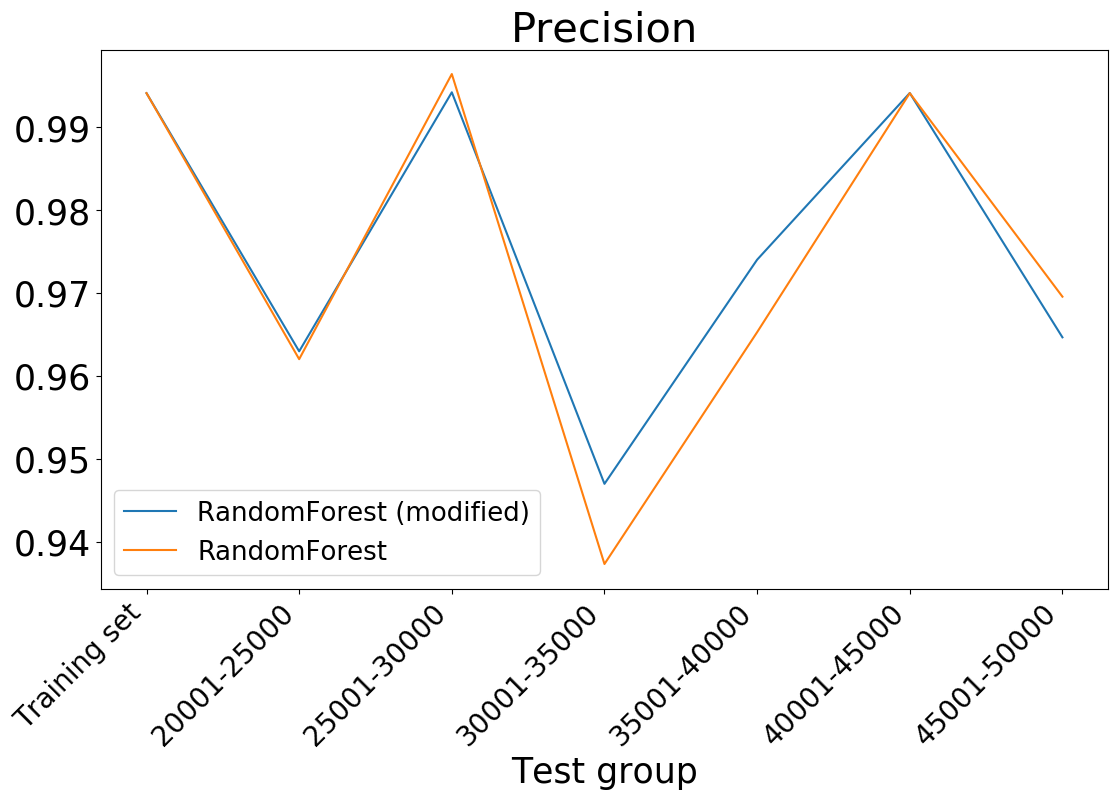 Precision
0.99
0.98
0.97
0.96
0.95
0.94
RandomForest (modified)
RandomForest
Training set
20001-25000
25001-30000
30001-35000
35001-40000
40001-45000
45001-50000
Test group